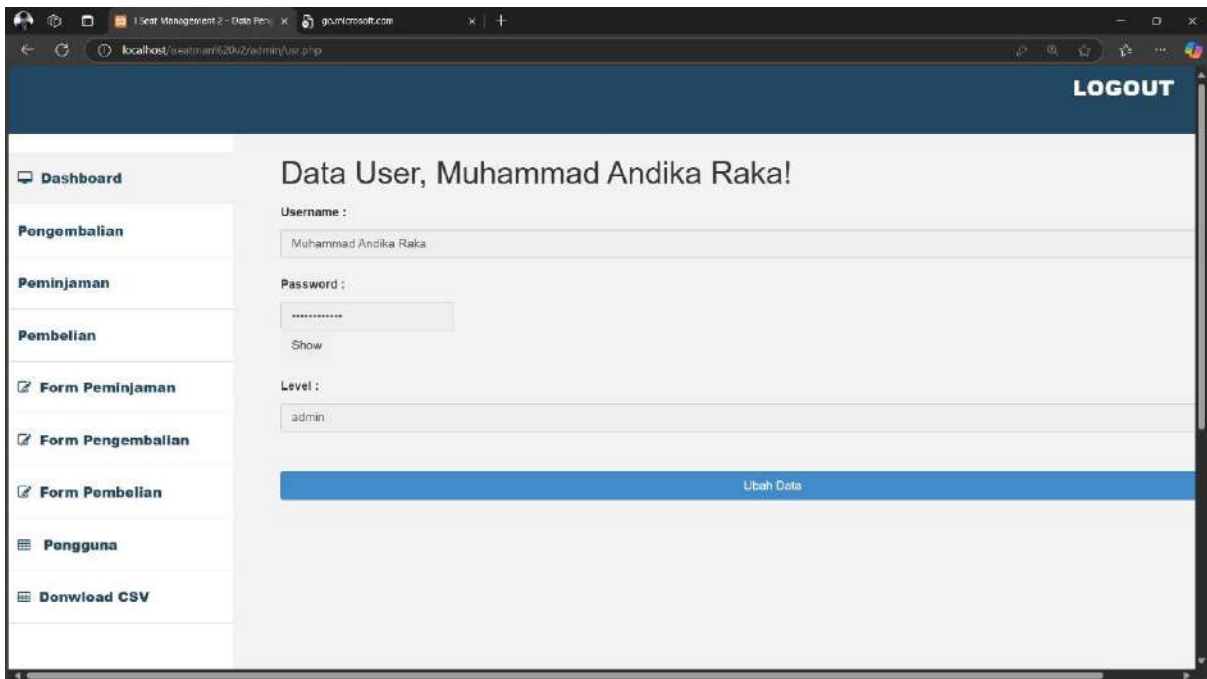 I Seat Management 2 - Data Pen
go.microsoft.com
localhost/seatman1620v2/admin/usr.php
LOGOUT
Dashboard
Pengembalian
Peminjaman
Pembelian
Form Peminjaman
Form Pengembalian
Form Pembelian
Pengguna
Donwload CSV
Data User, Muhammad Andika Raka!
Username :
Muhammad Andika Raka
Password :
••••••••••••
Show
Level :
admin
Ubah Data